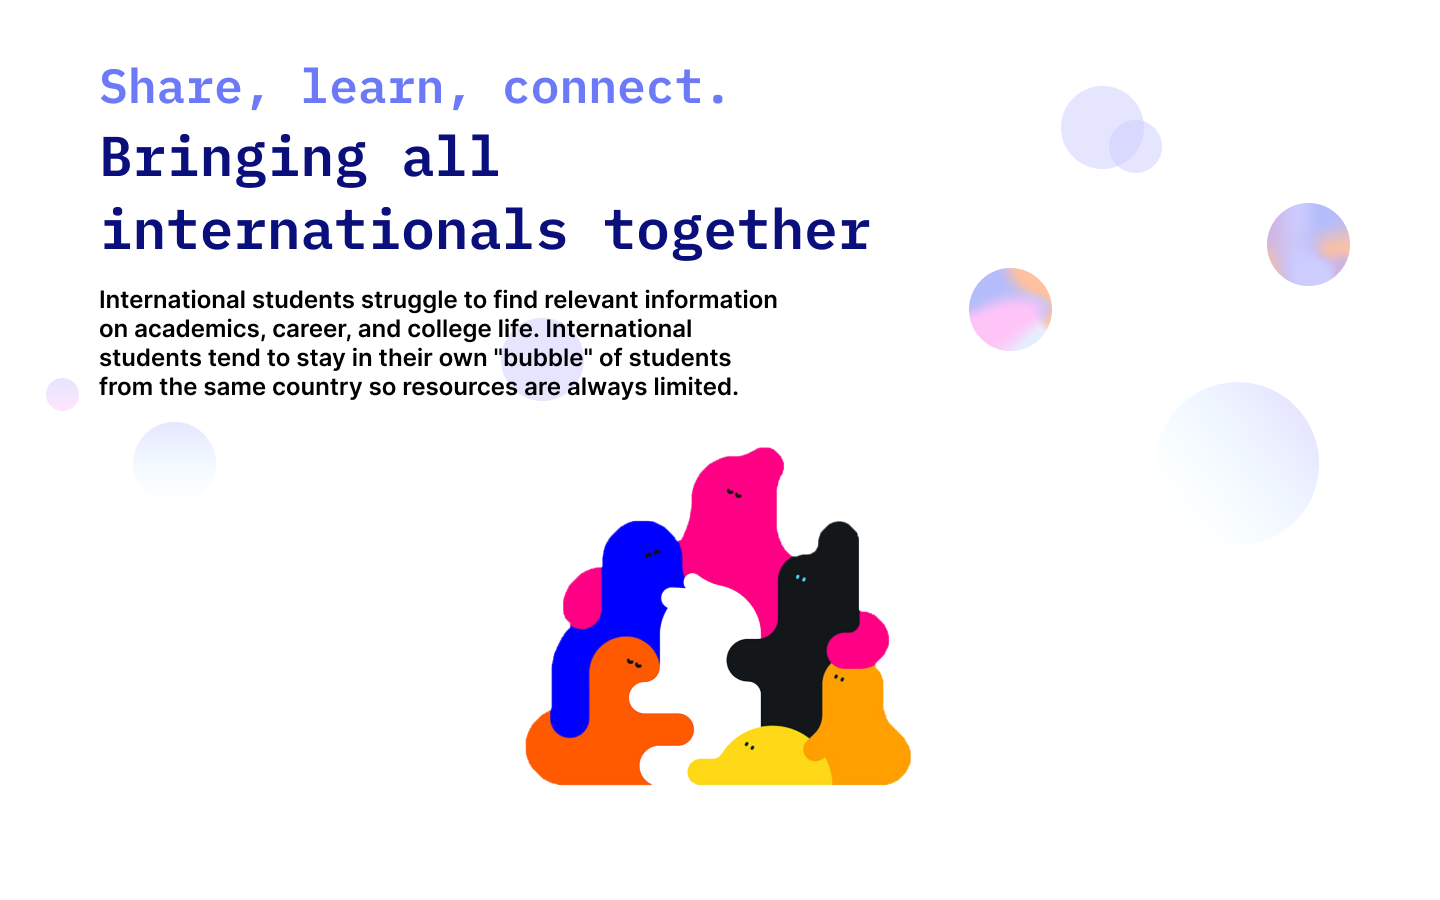 Share, learn, connect.
Bringing all
internationals together
International students struggle to find relevant information
on academics, career, and college life. International
students tend to stay in their own "bubble" of students
from the same country so resources are always limited.